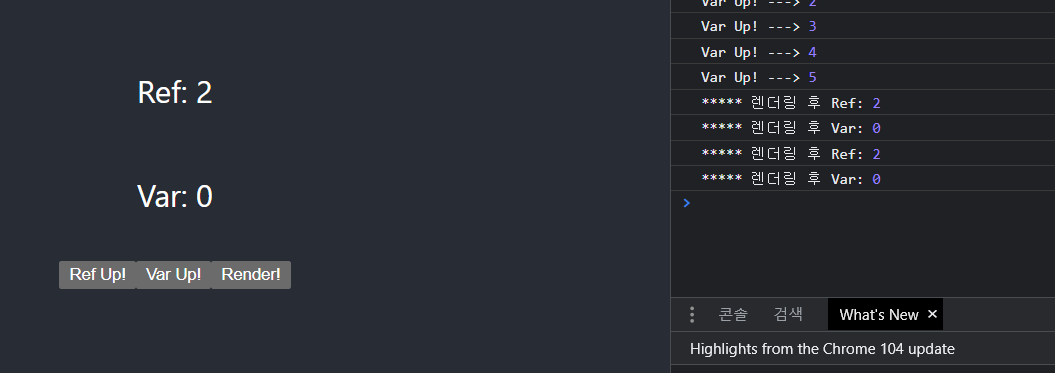 Ref: 2
Var: 0
Ref Up! Var Up! Render!
Var Up! ---> 2
Var Up! ---> 3
Var Up! ---> 4
Var Up! ---> 5
***** 렌더링 후 Ref: 2
***** 렌더링 후 Var: 0
***** 렌더링 후 Ref: 2
***** 렌더링 후 Var: 0
>
콘솔 검색 What's New ✕
Highlights from the Chrome 104 update